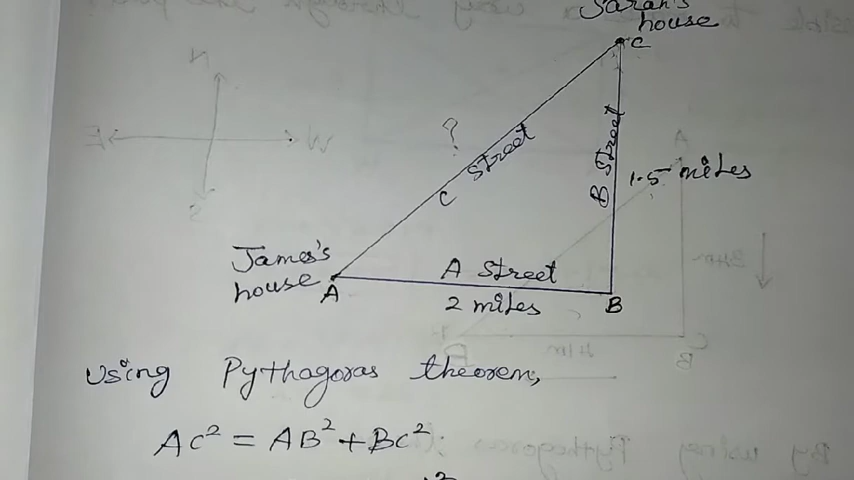 Sarah's
house
C
?
C Street
B Street
1.5 miles
James's
house
A
A Street
2 miles
B
Using Pythagoras theorem,
AC² = AB² + BC²